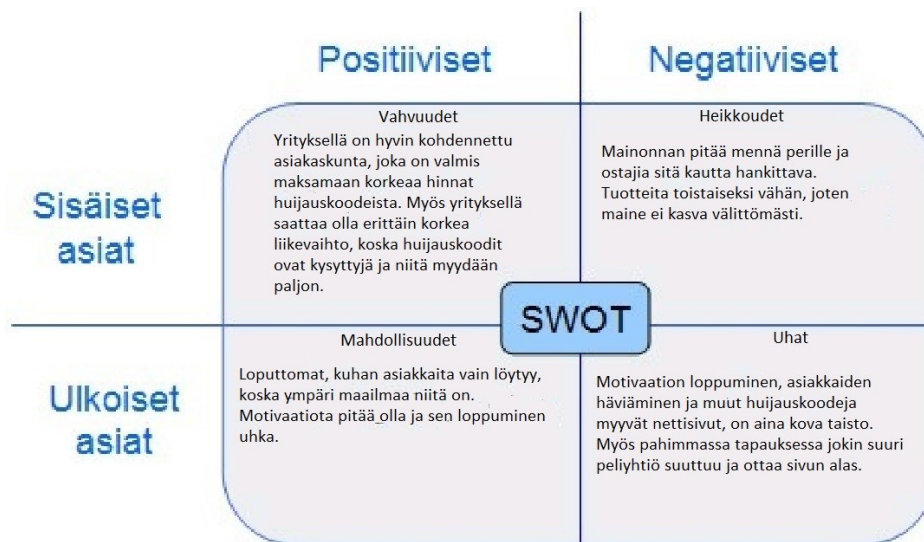 Positiiviset
Negatiiviset
Sisäiset
asiat
Vahvuudet
Yrityksellä on hyvin kohdennettu
asiakaskunta, joka on valmis
maksamaan korkeaa hinnat
huijauskoodeista. Myös yrityksellä
saattaa olla erittäin korkea
liikevaihto, koska huijauskoodit
ovat kysyttyjä ja niitä myydään
paljon.
Heikkoudet
Mainonnan pitää mennä perille ja
ostajia sitä kautta hankittava.
Tuotteita toistaiseksi vähän, joten
maine ei kasva välittömästi.
SWOT
Ulkoiset
asiat
Mahdollisuudet
Loputtomat, kuhan asiakkaita vain löytyy,
koska ympäri maailmaa niitä on.
Motivaatiota pitää olla ja sen loppuminen
uhka.
Uhat
Motivaation loppuminen, asiakkaiden
häviäminen ja muut huijauskoodeja
myyvät nettisivut, on aina kova taisto.
Myös pahimmassa tapauksessa jokin suuri
peliyhtiö suuttuu ja ottaa sivun alas.